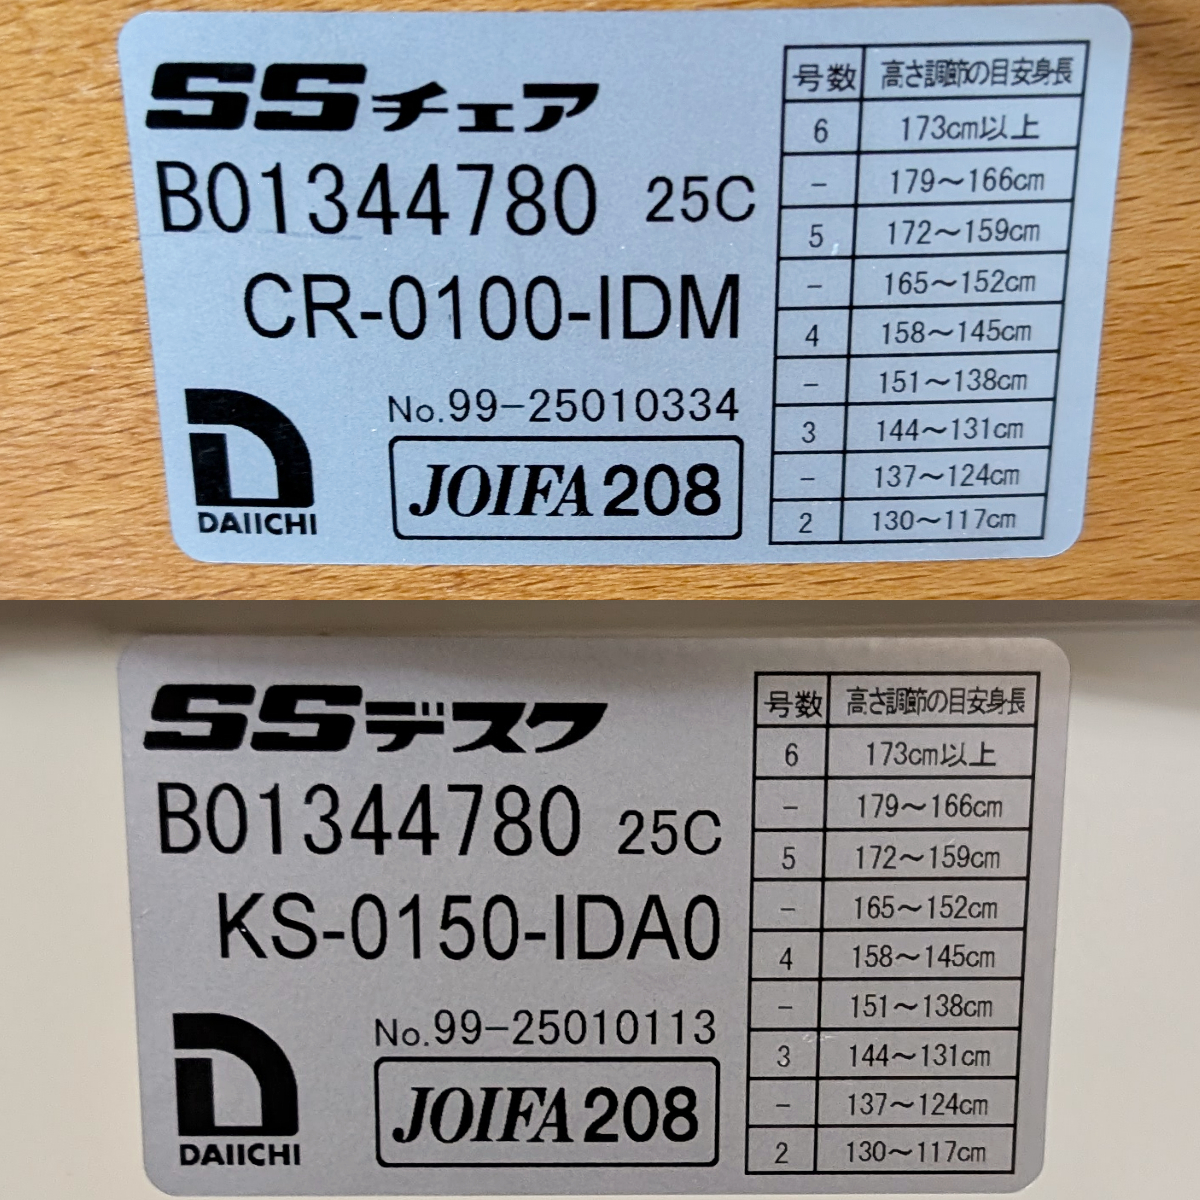 SSチェア
B01344780 25C
CR-0100-IDM
No.99-25010334
JOIFA208
DAIICHI
号数 高さ調節の目安身長
6 173cm以上
- 179〜166cm
5 172〜159cm
- 165〜152cm
4 158〜145cm
- 151〜138cm
3 144〜131cm
- 137〜124cm
2 130〜117cm
SSデスク
B01344780 25C
KS-0150-IDA0
No.99-25010113
JOIFA208
DAIICHI
号数 高さ調節の目安身長
6 173cm以上
- 179〜166cm
5 172〜159cm
- 165〜152cm
4 158〜145cm
- 151〜138cm
3 144〜131cm
- 137〜124cm
2 130〜117cm